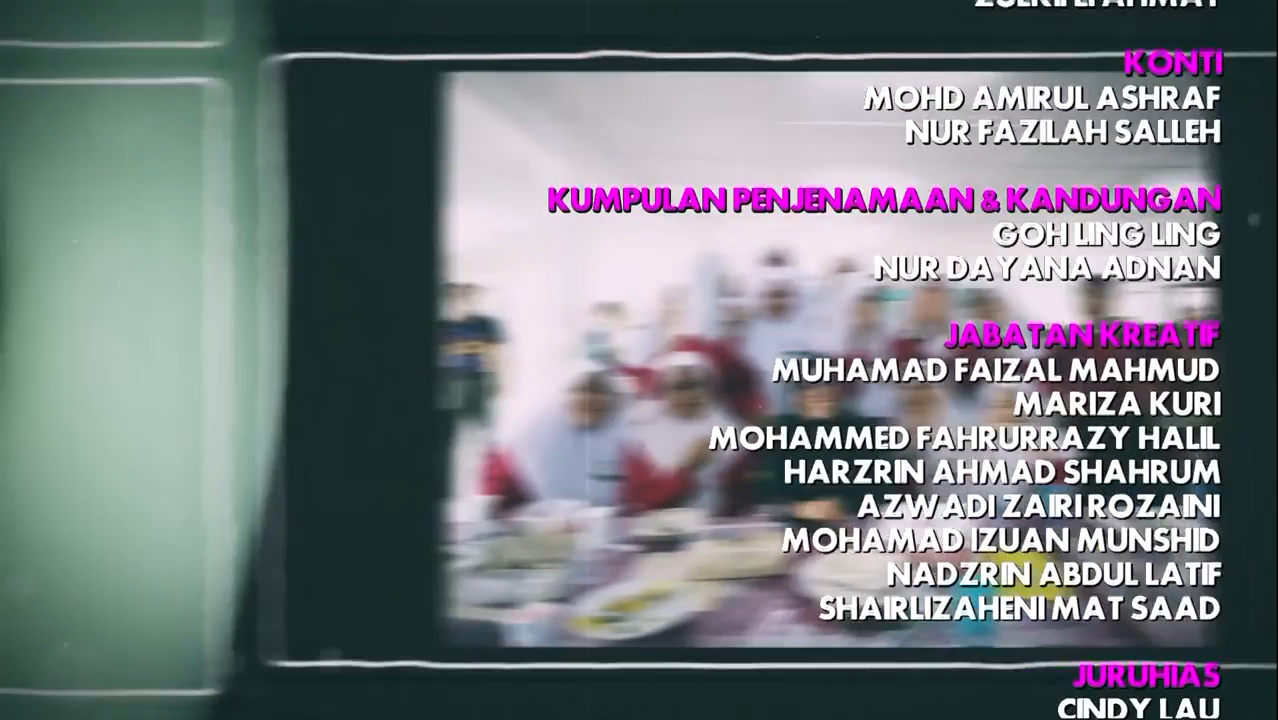 KONTI
MOHD AMIRUL ASHRAF
NUR FAZILAH SALLEH
KUMPULAN PENJENAMAAN & KANDUNGAN
GOH LING LING
NUR DAYANA ADNAN
JABATAN KREATIF
MUHAMAD FAIZAL MAHMUD
MARIZA KURI
MOHAMMED FAHRURRAZY HALIL
HARZRIN AHMAD SHAHRUM
AZWADI ZAIRI ROZAINI
MOHAMAD IZUAN MUNSHID
NADZRIN ABDUL LATIF
SHAIRLIZAHENI MAT SAAD
JURUHIAS
CINDY LAU